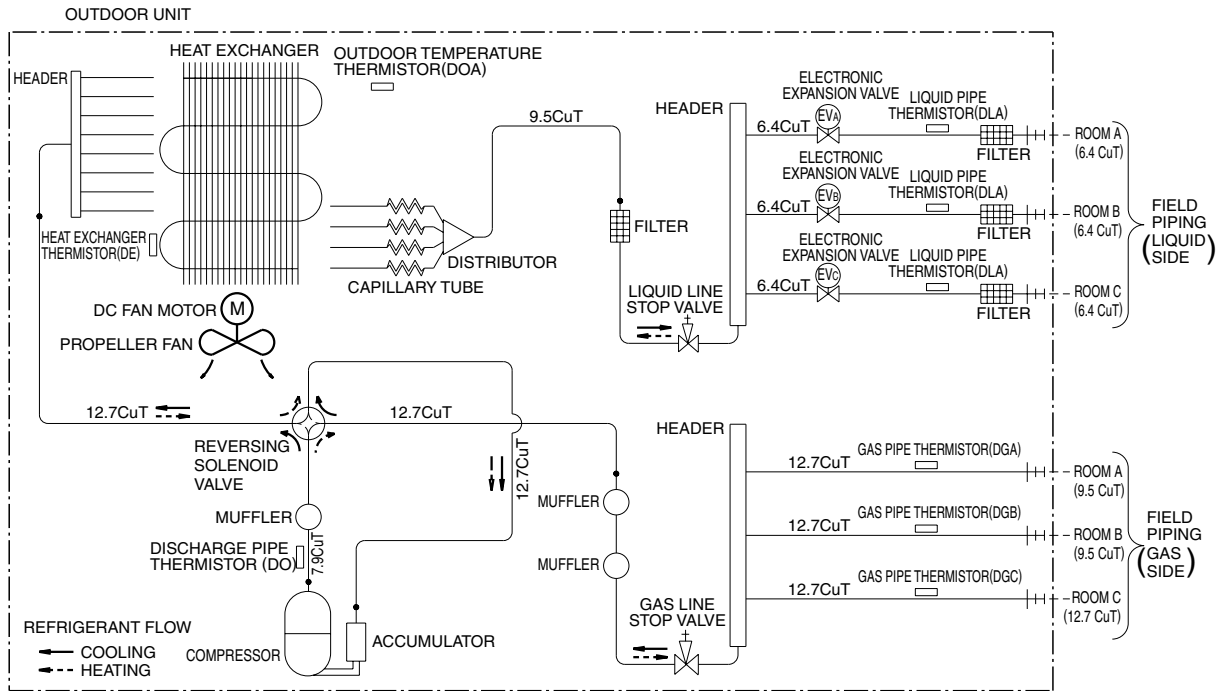 OUTDOOR UNIT
HEAT EXCHANGER
OUTDOOR TEMPERATURE
THERMISTOR(DOA)
HEADER
HEAT EXCHANGER
THERMISTOR(DE)
9.5CuT
DISTRIBUTOR
CAPILLARY TUBE
FILTER
LIQUID LINE
STOP VALVE
HEADER
ELECTRONIC
EXPANSION VALVE
EVA
6.4CuT
LIQUID PIPE
THERMISTOR(DLA)
FILTER
ROOM A
(6.4 CuT)
ELECTRONIC
EXPANSION VALVE
EVB
6.4CuT
LIQUID PIPE
THERMISTOR(DLA)
FILTER
ROOM B
(6.4 CuT)
ELECTRONIC
EXPANSION VALVE
EVC
6.4CuT
LIQUID PIPE
THERMISTOR(DLA)
FILTER
ROOM C
(6.4 CuT)
FIELD
PIPING
(LIQUID
SIDE)
DC FAN MOTOR
M
PROPELLER FAN
12.7CuT
12.7CuT
REVERSING
SOLENOID
VALVE
12.7CuT
MUFFLER
DISCHARGE PIPE
THERMISTOR (DO)
7.9CuT
COMPRESSOR
ACCUMULATOR
MUFFLER
MUFFLER
GAS LINE
STOP VALVE
HEADER
12.7CuT
GAS PIPE THERMISTOR(DGA)
ROOM A
(9.5 CuT)
12.7CuT
GAS PIPE THERMISTOR(DGB)
ROOM B
(9.5 CuT)
12.7CuT
GAS PIPE THERMISTOR(DGC)
ROOM C
(12.7 CuT)
FIELD
PIPING
(GAS
SIDE)
REFRIGERANT FLOW
COOLING
HEATING